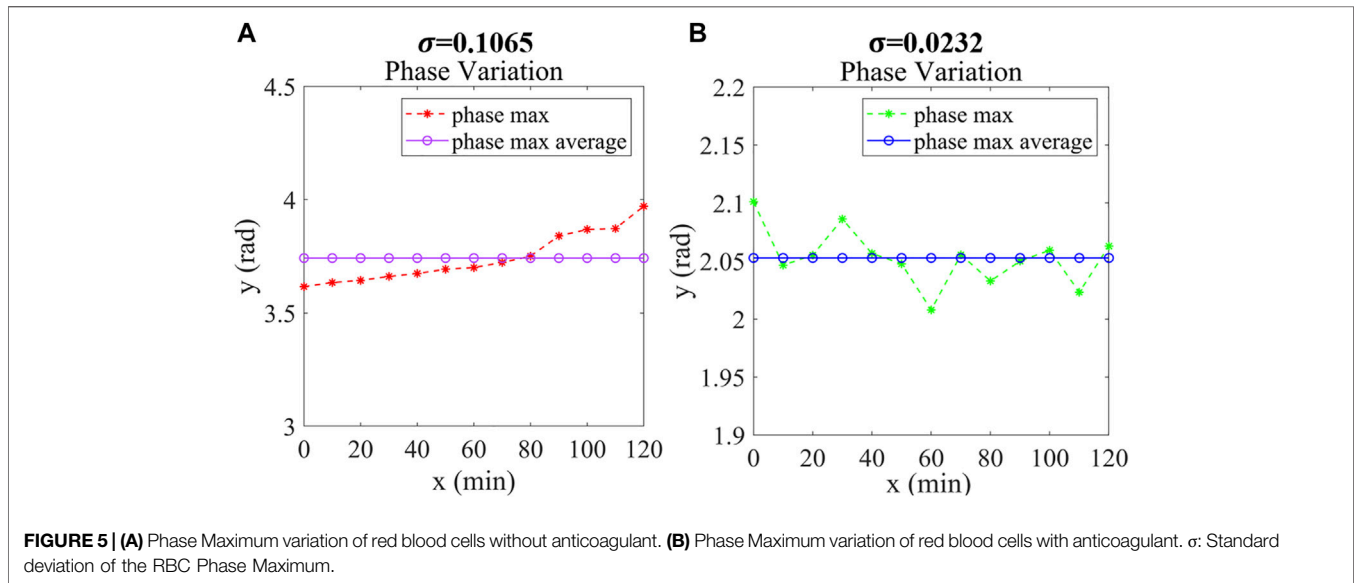 A
σ=0.1065
Phase Variation
4.5
4
3.5
3
y (rad)
phase max
phase max average
0 20 40 60 80 100 120
x (min)
B
σ=0.0232
Phase Variation
2.2
2.15
2.1
2.05
2
1.95
1.9
y (rad)
phase max
phase max average
0 20 40 60 80 100 120
x (min)
FIGURE 5 | (A) Phase Maximum variation of red blood cells without anticoagulant. (B) Phase Maximum variation of red blood cells with anticoagulant. σ: Standard
deviation of the RBC Phase Maximum.